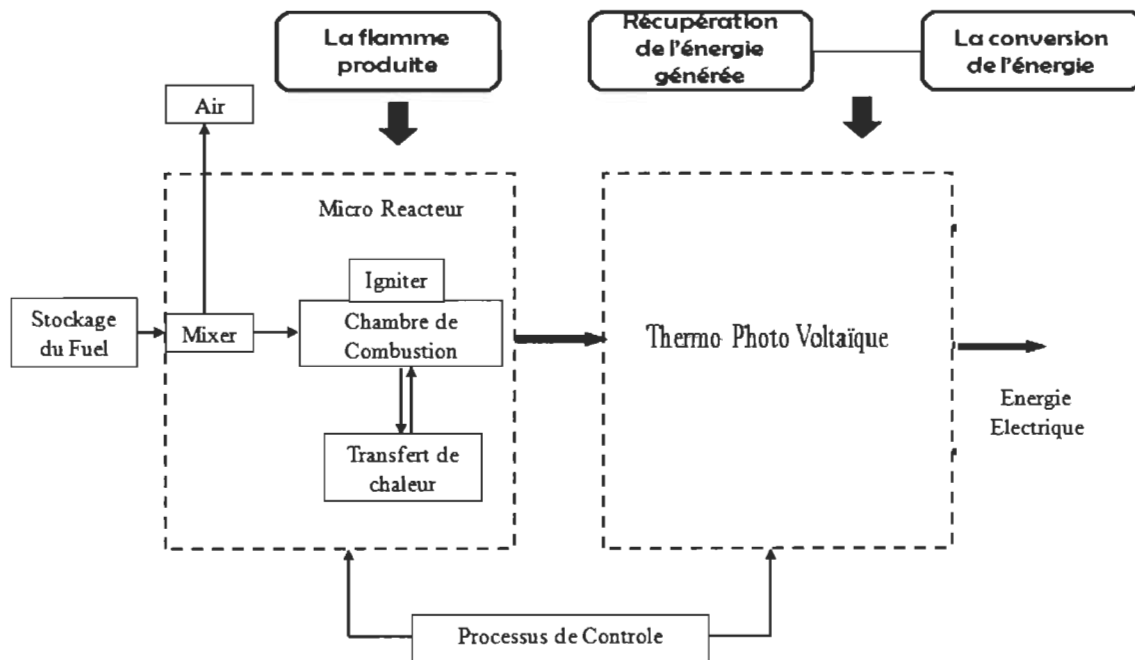 La flamme
produite
Récupération
de l'énergie
générée
La conversion
de l'énergie
Air
Micro Reacteur
Igniter
Stockage
du Fuel
Mixer
Chambre de
Combustion
Thermo Photo Voltaïque
Energie
Electrique
Transfert de
chaleur
Processus de Controle